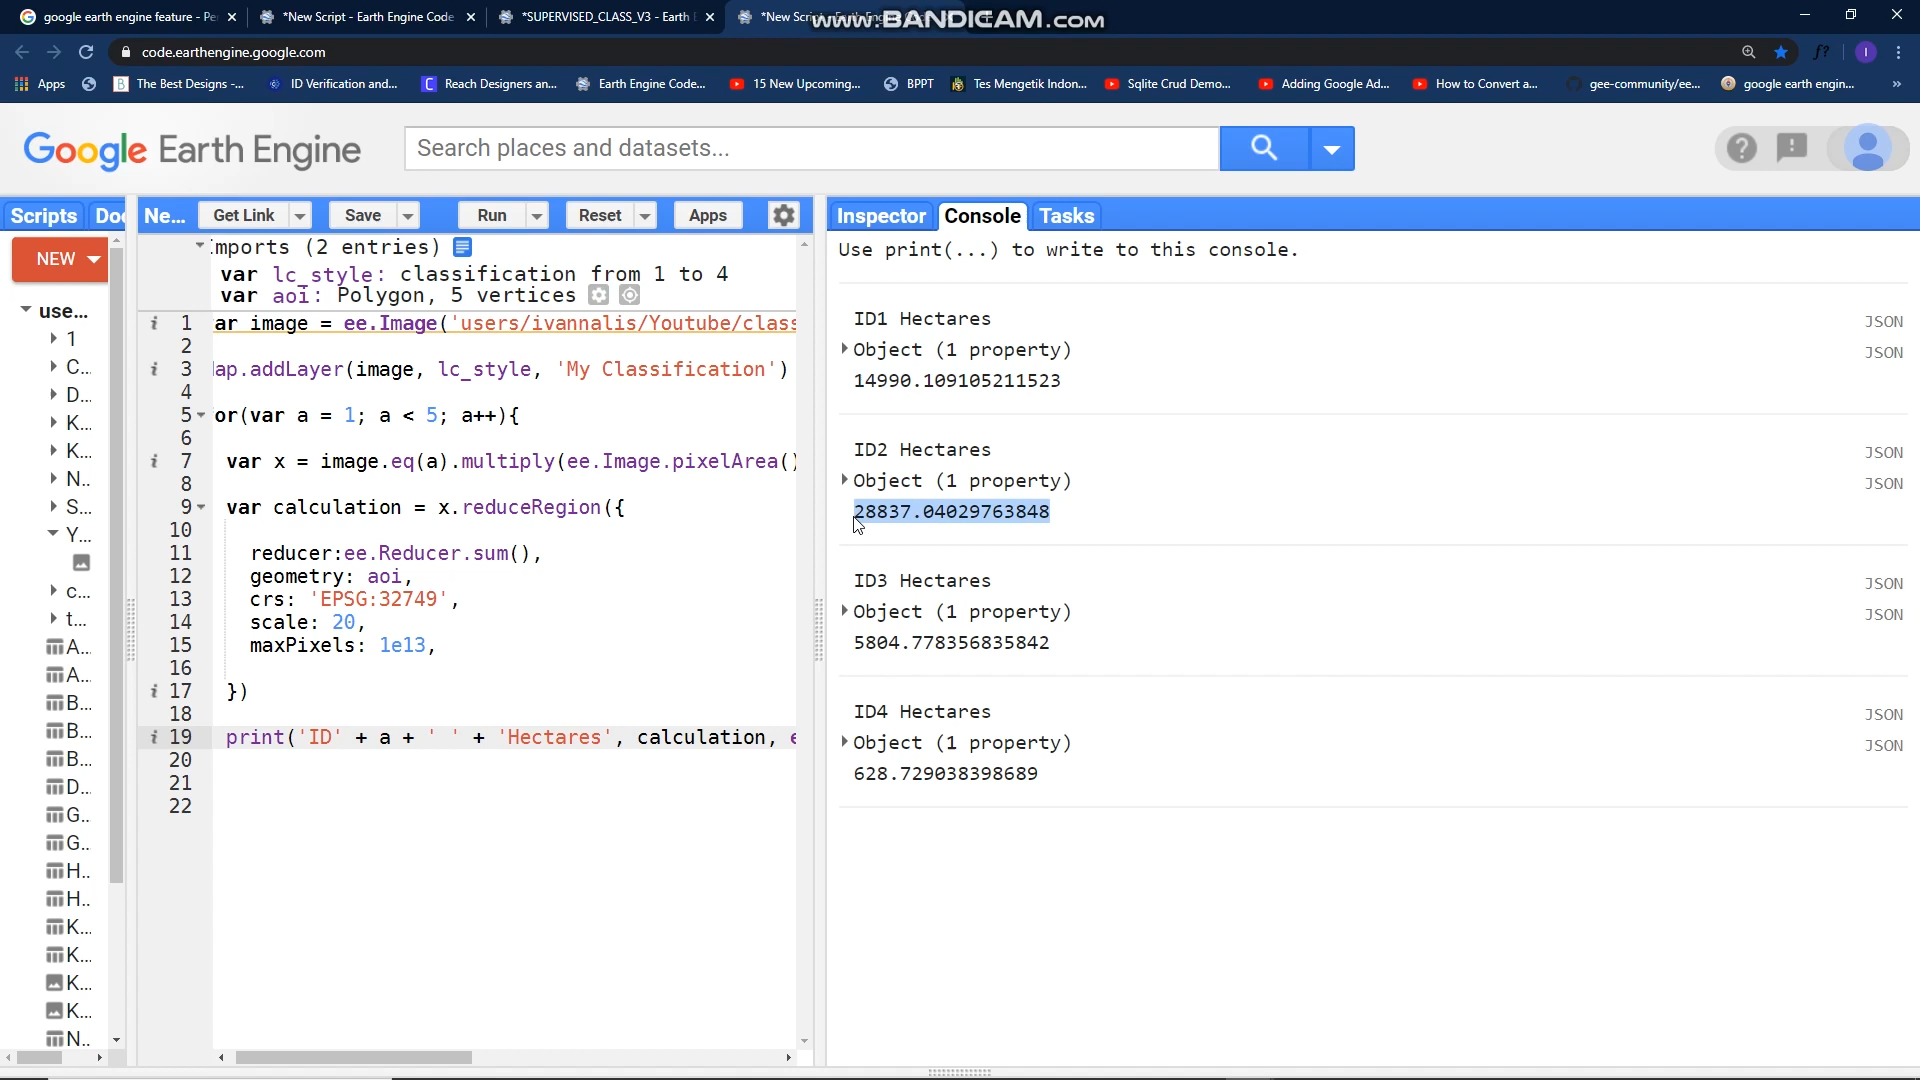 google earth engine feature - Pe
*New Script - Earth Engine Code
*SUPERVISED_CLASS_V3 - Earth E
*New Scri
www.BANDICAM.com
code.earthengine.google.com
Apps
The Best Designs -...
ID Verification and...
Reach Designers an...
Earth Engine Code...
15 New Upcoming...
BPPT
Tes Mengetik Indon...
Sqlite Crud Demo...
Adding Google Ad...
How to Convert a...
gee-community/ee...
google earth engin...
»
Google Earth Engine
Search places and datasets...
Scripts
Doc
Ne...
Get Link
Save
Run
Reset
Apps
Inspector
Console
Tasks
NEW
use...
1
C...
D...
K...
K...
N...
S...
Y...
c...
t...
A...
A...
B...
B...
B...
D...
G...
G...
H...
H...
K...
K...
K...
K...
N...
mports (2 entries)
var lc_style: classification from 1 to 4
var aoi: Polygon, 5 vertices
i 1 ar image = ee.Image('users/ivannalis/Youtube/class
2
i 3 ap.addLayer(image, lc_style, 'My Classification')
4
5 or(var a = 1; a < 5; a++){
6
i 7 var x = image.eq(a).multiply(ee.Image.pixelArea()
8
9 var calculation = x.reduceRegion({
10
11 reducer:ee.Reducer.sum(),
12 geometry: aoi,
13 crs: 'EPSG:32749',
14 scale: 20,
15 maxPixels: 1e13,
16
i 17 })
18
i 19 print('ID' + a + ' ' + 'Hectares', calculation, e
20
21
22
Use print(...) to write to this console.
ID1 Hectares JSON
Object (1 property) JSON
14990.109105211523
ID2 Hectares JSON
Object (1 property) JSON
28837.04029763848
ID3 Hectares JSON
Object (1 property) JSON
5804.778356835842
ID4 Hectares JSON
Object (1 property) JSON
628.729038398689